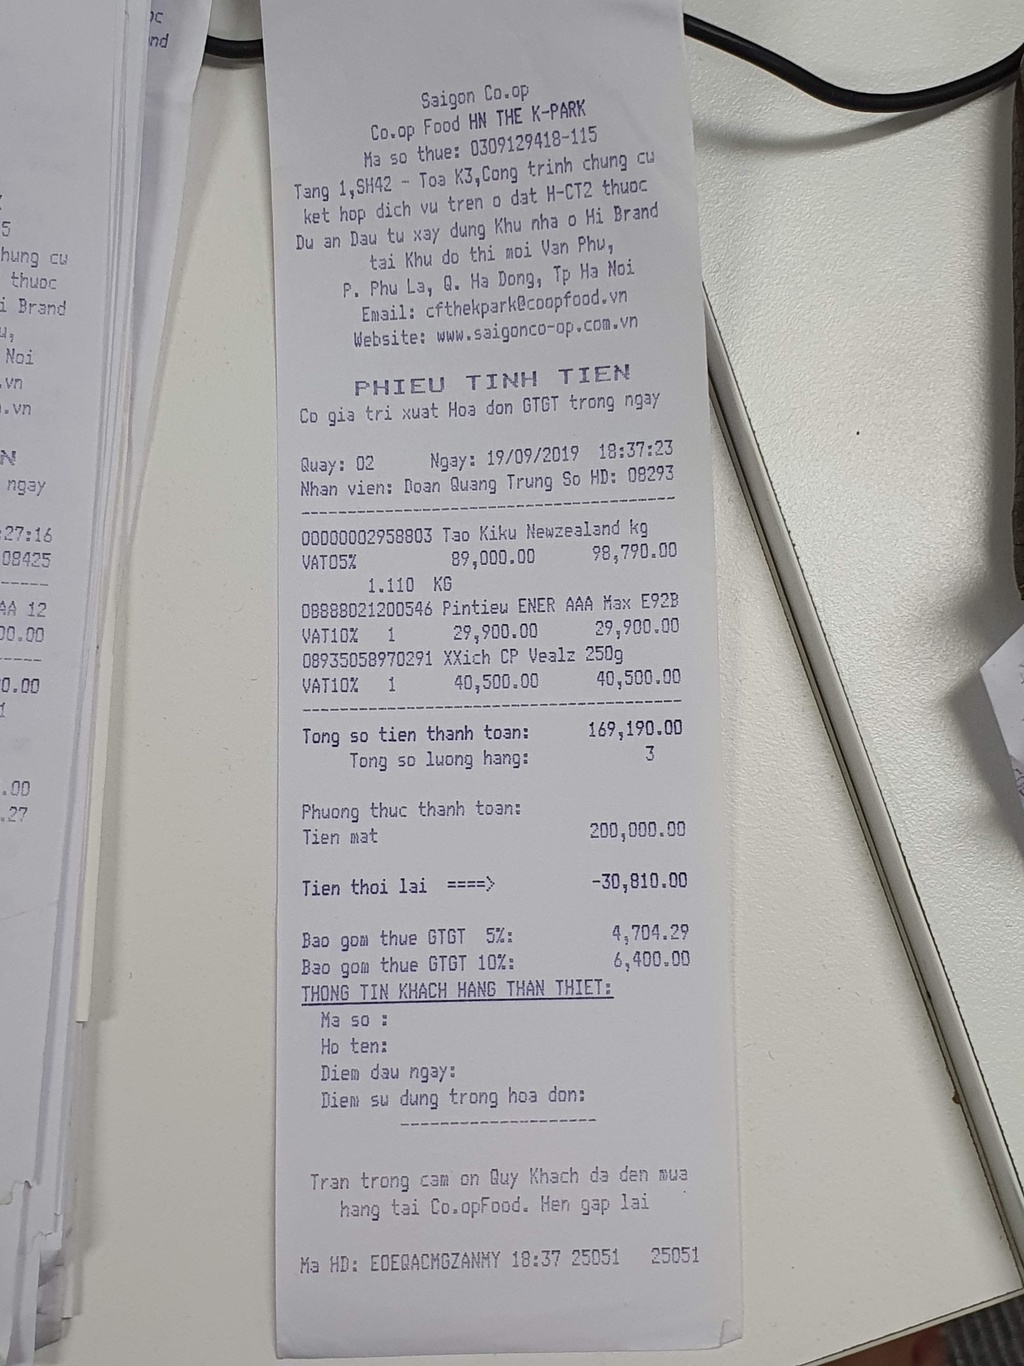 Saigon Co.op
Co.op Food HN THE K-PARK
Ma so thue: 0309129418-115
Tang 1,SH42 - Toa K3,Cong trinh chung cu
ket hop dich vu tren o dat H-CT2 thuoc
Du an Dau tu xay dung Khu nha o Hi Brand
tai Khu do thi moi Van Phu,
P. Phu La, Q. Ha Dong, Tp Ha Noi
Email: cfthekpark@coopfood.vn
Website: www.saigonco-op.com.vn
PHIEU TINH TIEN
Co gia tri xuat Hoa don GTGT trong ngay
Quay: 02 Ngay: 19/09/2019 18:37:23
Nhan vien: Doan Quang Trung So HD: 08293
----------------------------------------
00000002958803 Tao Kiku Newzealand kg
VAT05% 89,000.00 98,790.00
1.110 KG
08888021200546 Pintieu ENER AAA Max E92B
VAT10% 1 29,900.00 29,900.00
08935058970291 XXich CP Vealz 250g
VAT10% 1 40,500.00 40,500.00
----------------------------------------
Tong so tien thanh toan: 169,190.00
Tong so luong hang: 3
Phuong thuc thanh toan:
Tien mat 200,000.00
Tien thoi lai ====> -30,810.00
Bao gom thue GTGT 5%: 4,704.29
Bao gom thue GTGT 10%: 6,400.00
THONG TIN KHACH HANG THAN THIET:
Ma so :
Ho ten:
Diem dau ngay:
Diem su dung trong hoa don:
--------------------
Tran trong cam on Quy Khach da den mua
hang tai Co.opFood. Hen gap lai
Ma HD: EOEQACMGZANMY 18:37 25051 25051
nd
5
hung cu
thuoc
i Brand
Noi
.vn
.vn
N
ngay
:27:16
08425
AA 12
00.00
0.00
1
.00
.27